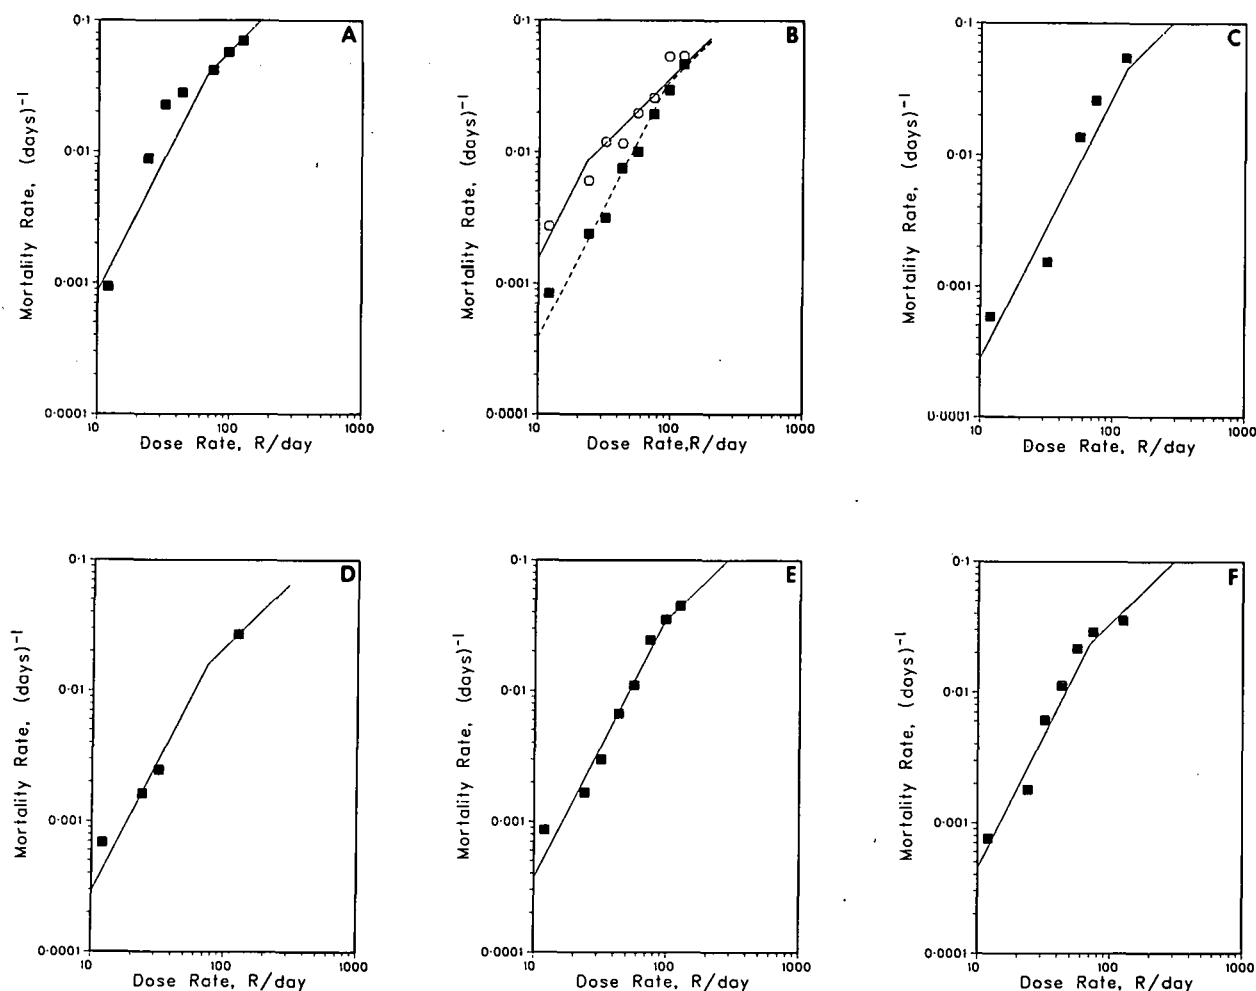 A
0·1
0·01
0·001
0·0001
Mortality Rate, (days)⁻¹
10
100
1000
Dose Rate, R/day
B
0·1
0·01
0·001
0·0001
Mortality Rate, (days)⁻¹
10
100
1000
Dose Rate,R/day
C
0·1
0·01
0·001
0·0001
Mortality Rate, (days)⁻¹
10
100
1000
Dose Rate, R/day
D
0·1
0·01
0·001
0·0001
Mortality Rate, (days)⁻¹
10
100
1000
Dose Rate, R/day
E
0·1
0·01
0·001
0·0001
Mortality Rate, (days)⁻¹
10
100
1000
Dose Rate, R/day
F
0·1
0·01
0·001
0·0001
Mortality Rate, (days)⁻¹
10
100
1000
Dose Rate, R/day